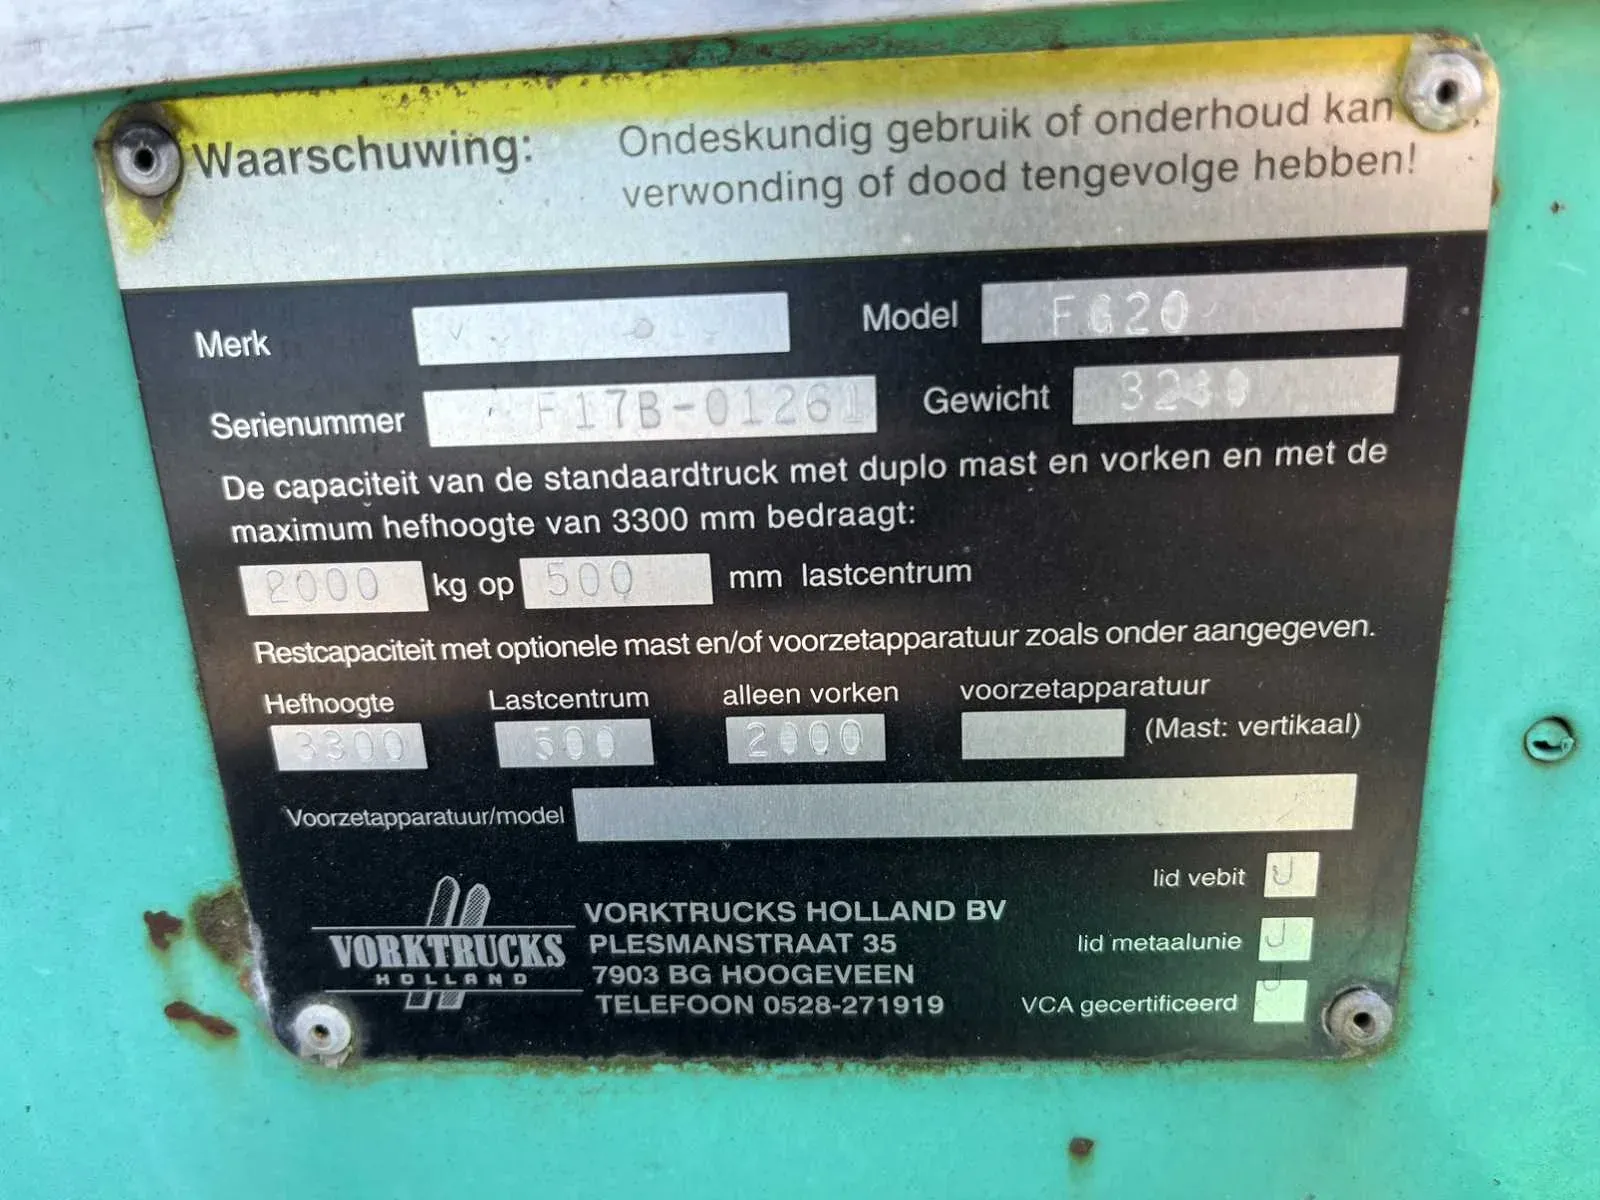 Waarschuwing: Ondeskundig gebruik of onderhoud kan
verwonding of dood tengevolge hebben!
Merk Model FG20
Serienummer F17B-01261 Gewicht
De capaciteit van de standaardtruck met duplo mast en vorken en met de
maximum hefhoogte van 3300 mm bedraagt:
2000 kg op 500 mm lastcentrum
Restcapaciteit met optionele mast en/of voorzetapparatuur zoals onder aangegeven.
Hefhoogte Lastcentrum alleen vorken voorzetapparatuur
3300 500 2000 (Mast: vertikaal)
Voorzetapparatuur/model
lid vebit
lid metaalunie
VCA gecertificeerd
VORKTRUCKS
HOLLAND
VORKTRUCKS HOLLAND BV
PLESMANSTRAAT 35
7903 BG HOOGEVEEN
TELEFOON 0528-271919